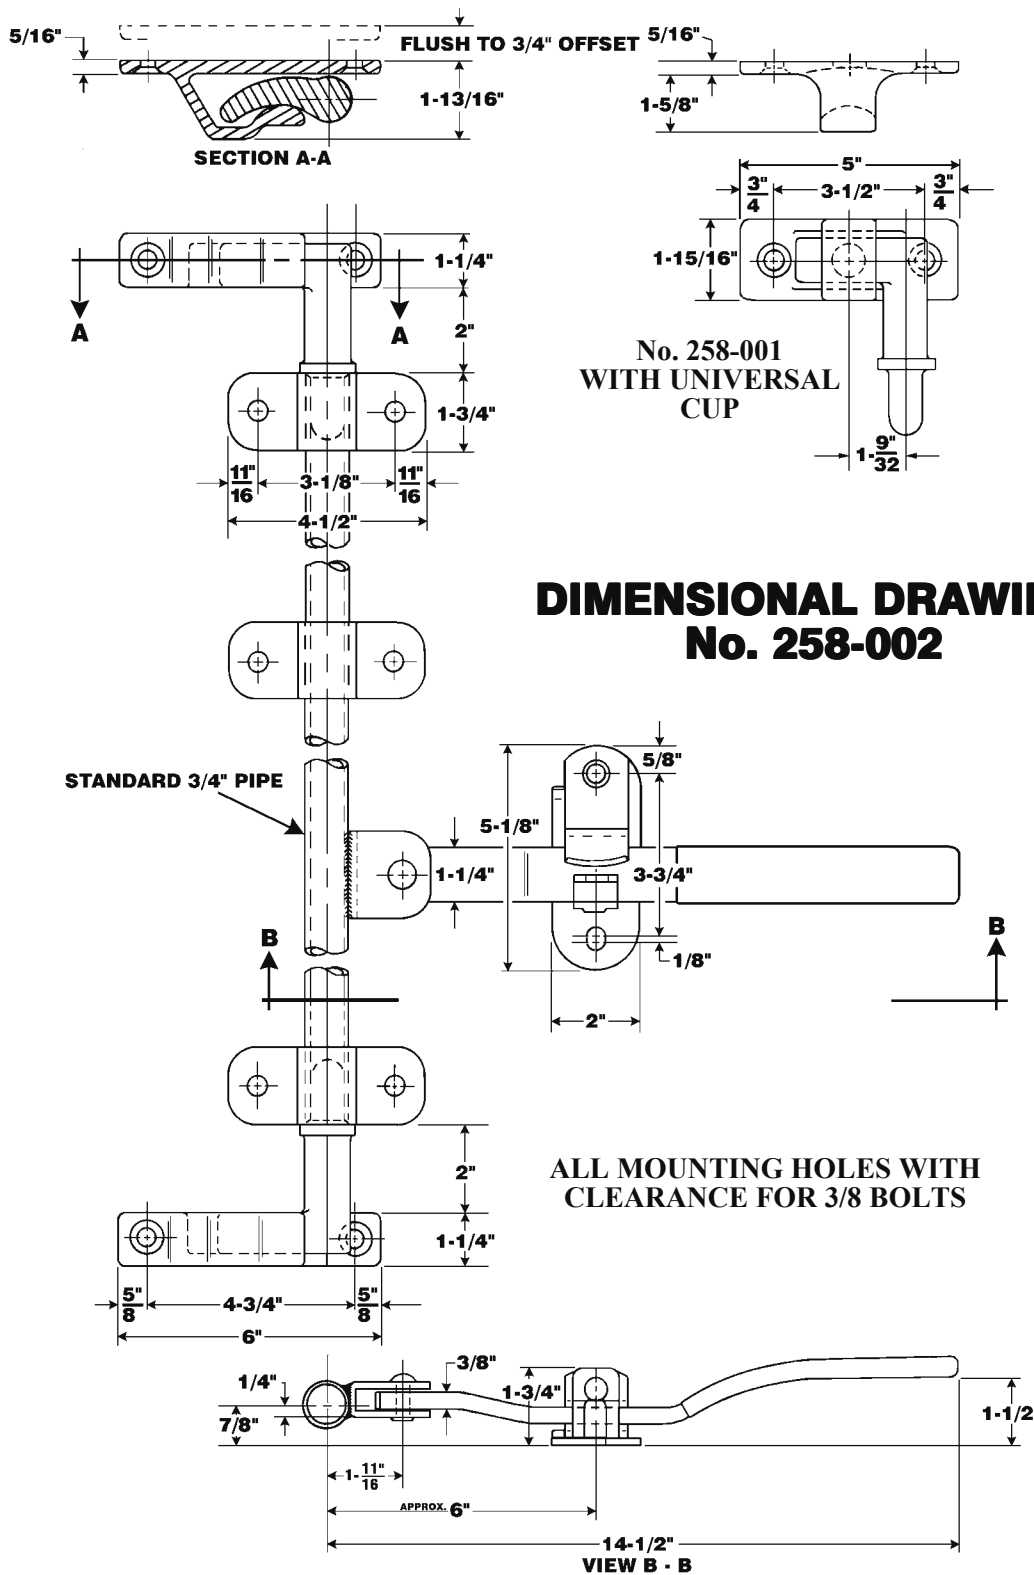 5/16"
FLUSH TO 3/4" OFFSET
1-13/16"
SECTION A-A
5/16"
1-5/8"
5"
3"
4
3-1/2"
3"
4
1-15/16"
No. 258-001
WITH UNIVERSAL
CUP
1-9"
32
A
A
1-1/4"
2"
1-3/4"
11"
16
3-1/8"
11"
16
4-1/2"
DIMENSIONAL DRAWI
No. 258-002
STANDARD 3/4" PIPE
5/8"
5-1/8"
1-1/4"
3-3/4"
B
B
1/8"
2"
ALL MOUNTING HOLES WITH
CLEARANCE FOR 3/8 BOLTS
2"
1-1/4"
5"
8
4-3/4"
5"
8
6"
1/4"
3/8"
1-3/4"
7/8"
1-1/2
1-11"
16
APPROX. 6"
14-1/2"
VIEW B - B